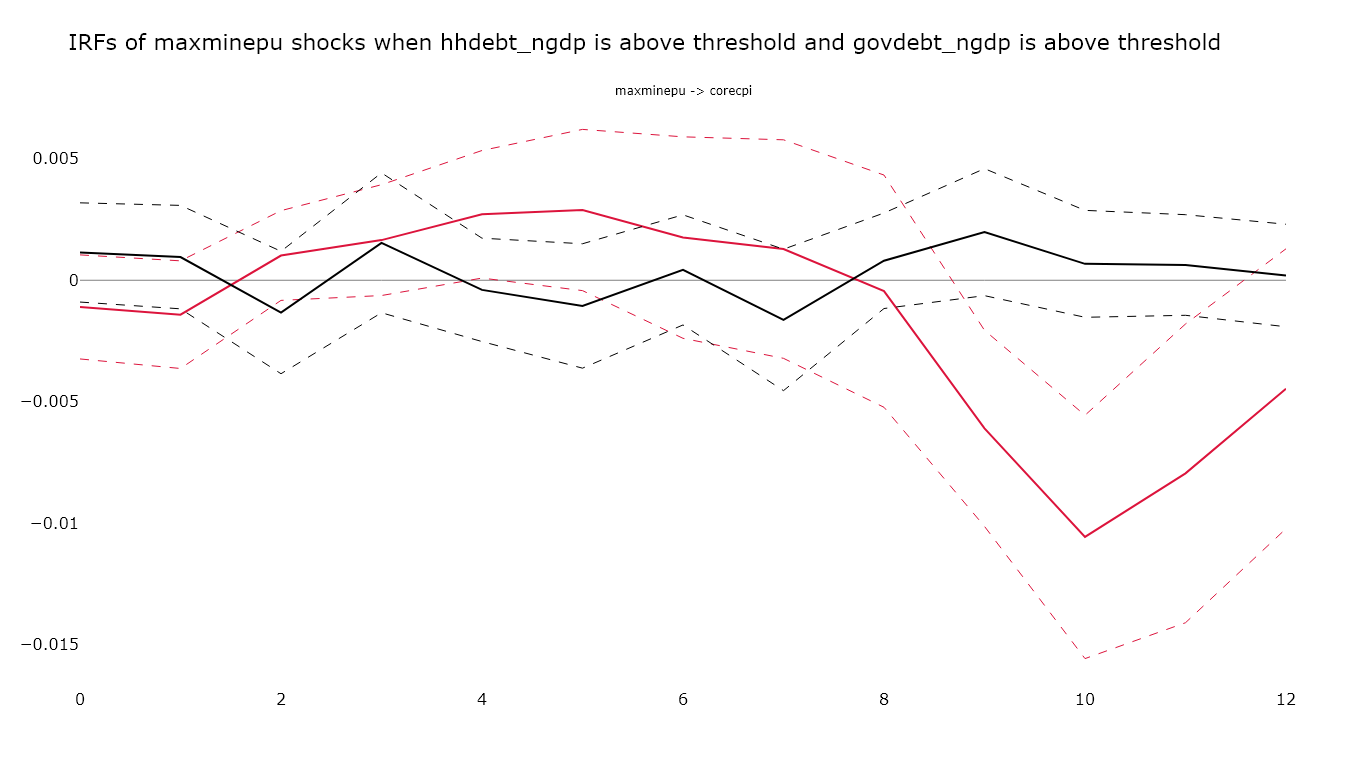 IRFs of maxminepu shocks when hhdebt_ngdp is above threshold and govdebt_ngdp is above threshold
maxminepu -> corecpi
0.005
0
−0.005
−0.01
−0.015
0 2 4 6 8 10 12